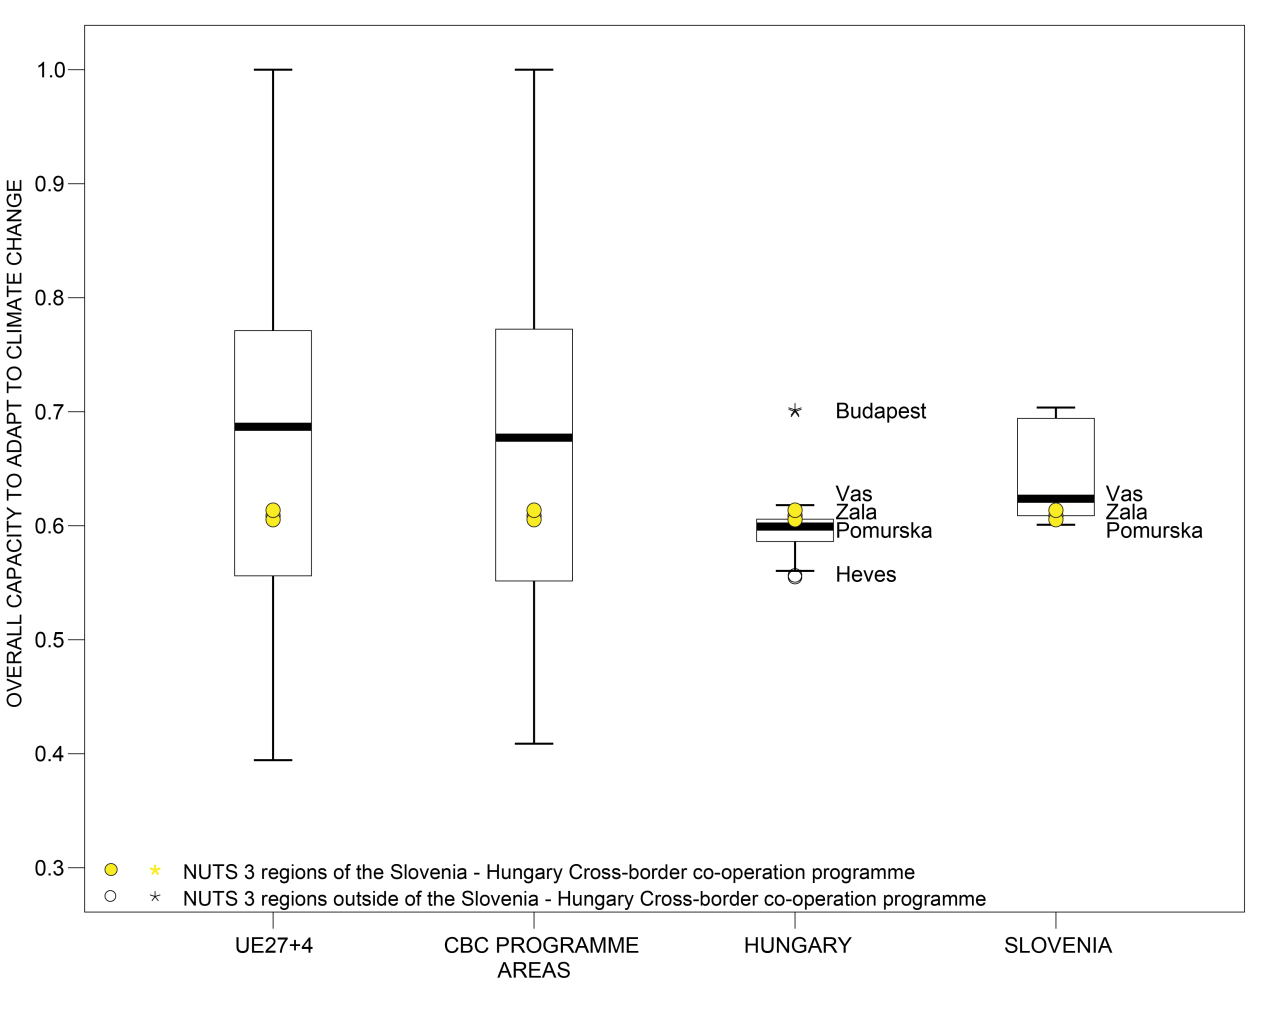 OVERALL CAPACITY TO ADAPT TO CLIMATE CHANGE
1.0
0.9
0.8
0.7
0.6
0.5
0.4
0.3
Budapest
Vas
Zala
Pomurska
Heves
Vas
Zala
Pomurska
NUTS 3 regions of the Slovenia - Hungary Cross-border co-operation programme
NUTS 3 regions outside of the Slovenia - Hungary Cross-border co-operation programme
UE27+4
CBC PROGRAMME
AREAS
HUNGARY
SLOVENIA